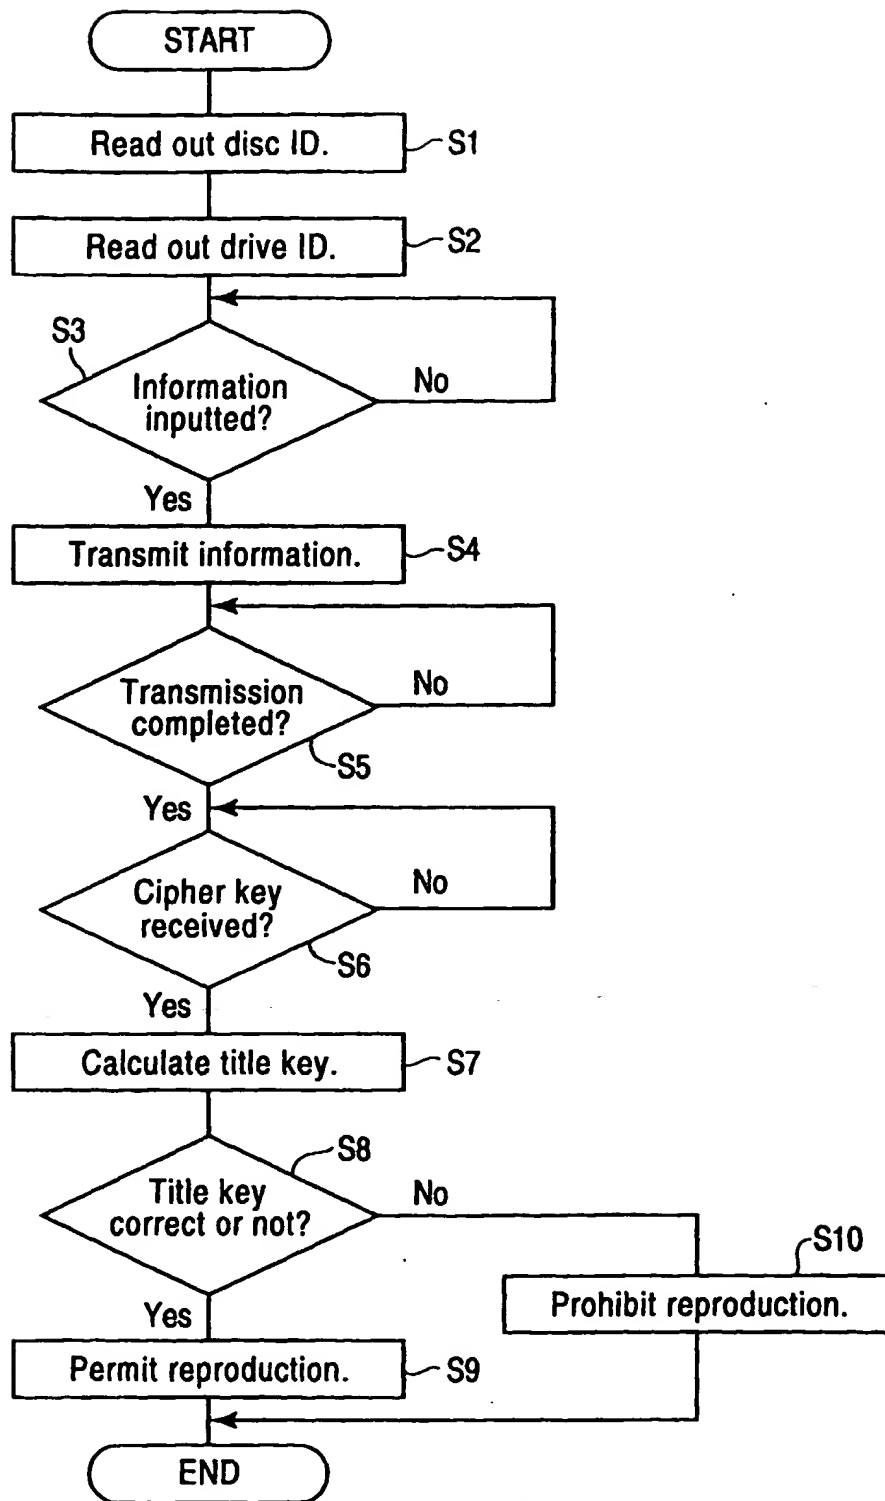 START
Read out disc ID.
S1
Read out drive ID.
S2
S3
Information
inputted?
No
Yes
Transmit information.
S4
Transmission
completed?
No
S5
Yes
Cipher key
received?
No
S6
Yes
Calculate title key.
S7
S8
Title key
correct or not?
No
S10
Prohibit reproduction.
Yes
Permit reproduction.
S9
END